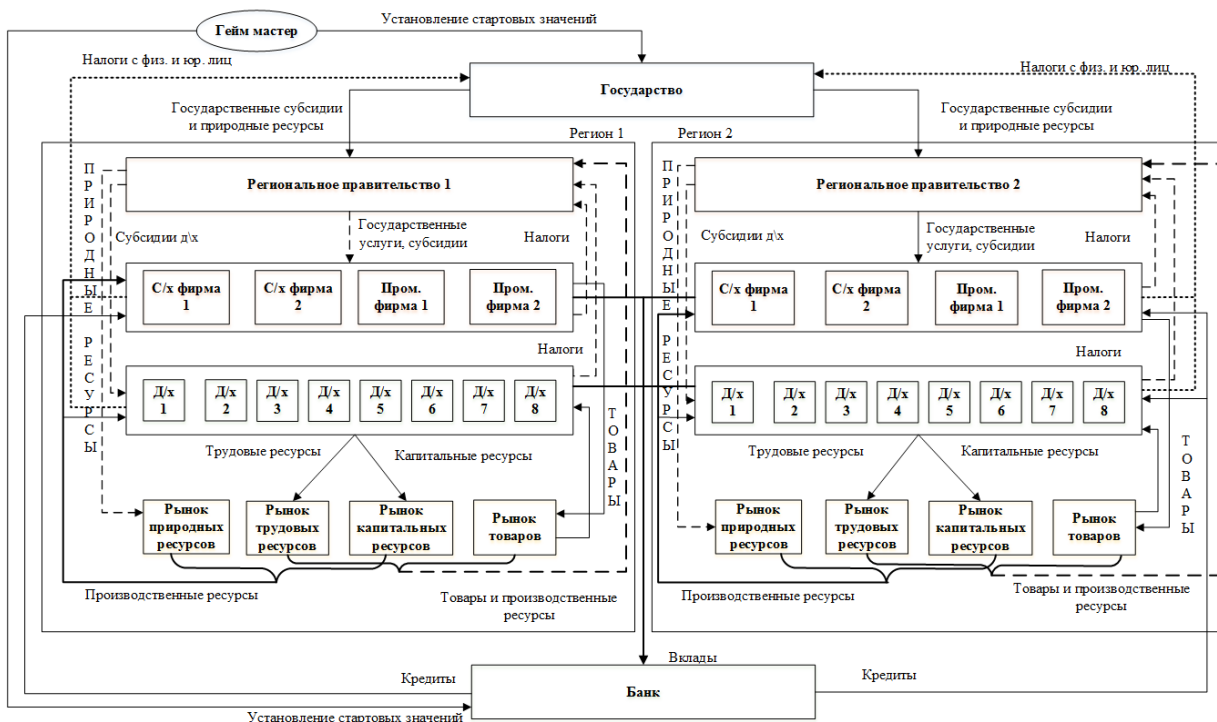 Установление стартовых значений
Гейм мастер
Налоги с физ. и юр. лиц
Налоги с физ. и юр. лиц
Государство
Государственные субсидии
и природные ресурсы
Государственные субсидии
и природные ресурсы
Регион 1
Регион 2
ПРИРОДНЫЕ РЕСУРСЫ
Региональное правительство 1
Субсидии д\х
Государственные
услуги, субсидии
Налоги
С/х фирма
1
С/х фирма
2
Пром.
фирма 1
Пром.
фирма 2
Налоги
Д/х
1
Д/х
2
Д/х
3
Д/х
4
Д/х
5
Д/х
6
Д/х
7
Д/х
8
Трудовые ресурсы
Капитальные ресурсы
ТОВАРЫ
Рынок
природных
ресурсов
Рынок
трудовых
ресурсов
Рынок
капитальных
ресурсов
Рынок
товаров
Производственные ресурсы
Товары и производственные
ресурсы
ПРИРОДНЫЕ РЕСУРСЫ
Региональное правительство 2
Субсидии д\х
Государственные
услуги, субсидии
Налоги
С/х фирма
1
С/х фирма
2
Пром.
фирма 1
Пром.
фирма 2
Налоги
Д/х
1
Д/х
2
Д/х
3
Д/х
4
Д/х
5
Д/х
6
Д/х
7
Д/х
8
Трудовые ресурсы
Капитальные ресурсы
ТОВАРЫ
Рынок
природных
ресурсов
Рынок
трудовых
ресурсов
Рынок
капитальных
ресурсов
Рынок
товаров
Производственные ресурсы
Товары и производственные
ресурсы
Вклады
Кредиты
Банк
Кредиты
Установление стартовых значений